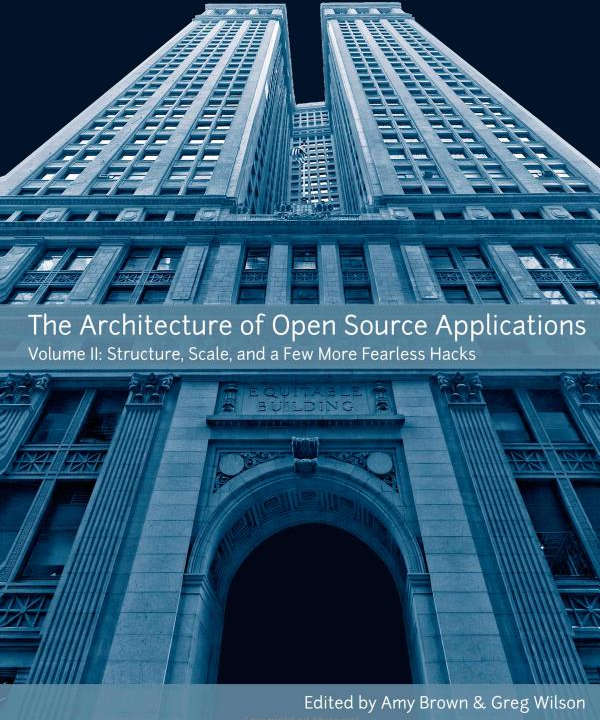 The Architecture of Open Source Applications
Volume II: Structure, Scale, and a Few More Fearless Hacks
EQUITABLE
BUILDING
Edited by Amy Brown & Greg Wilson